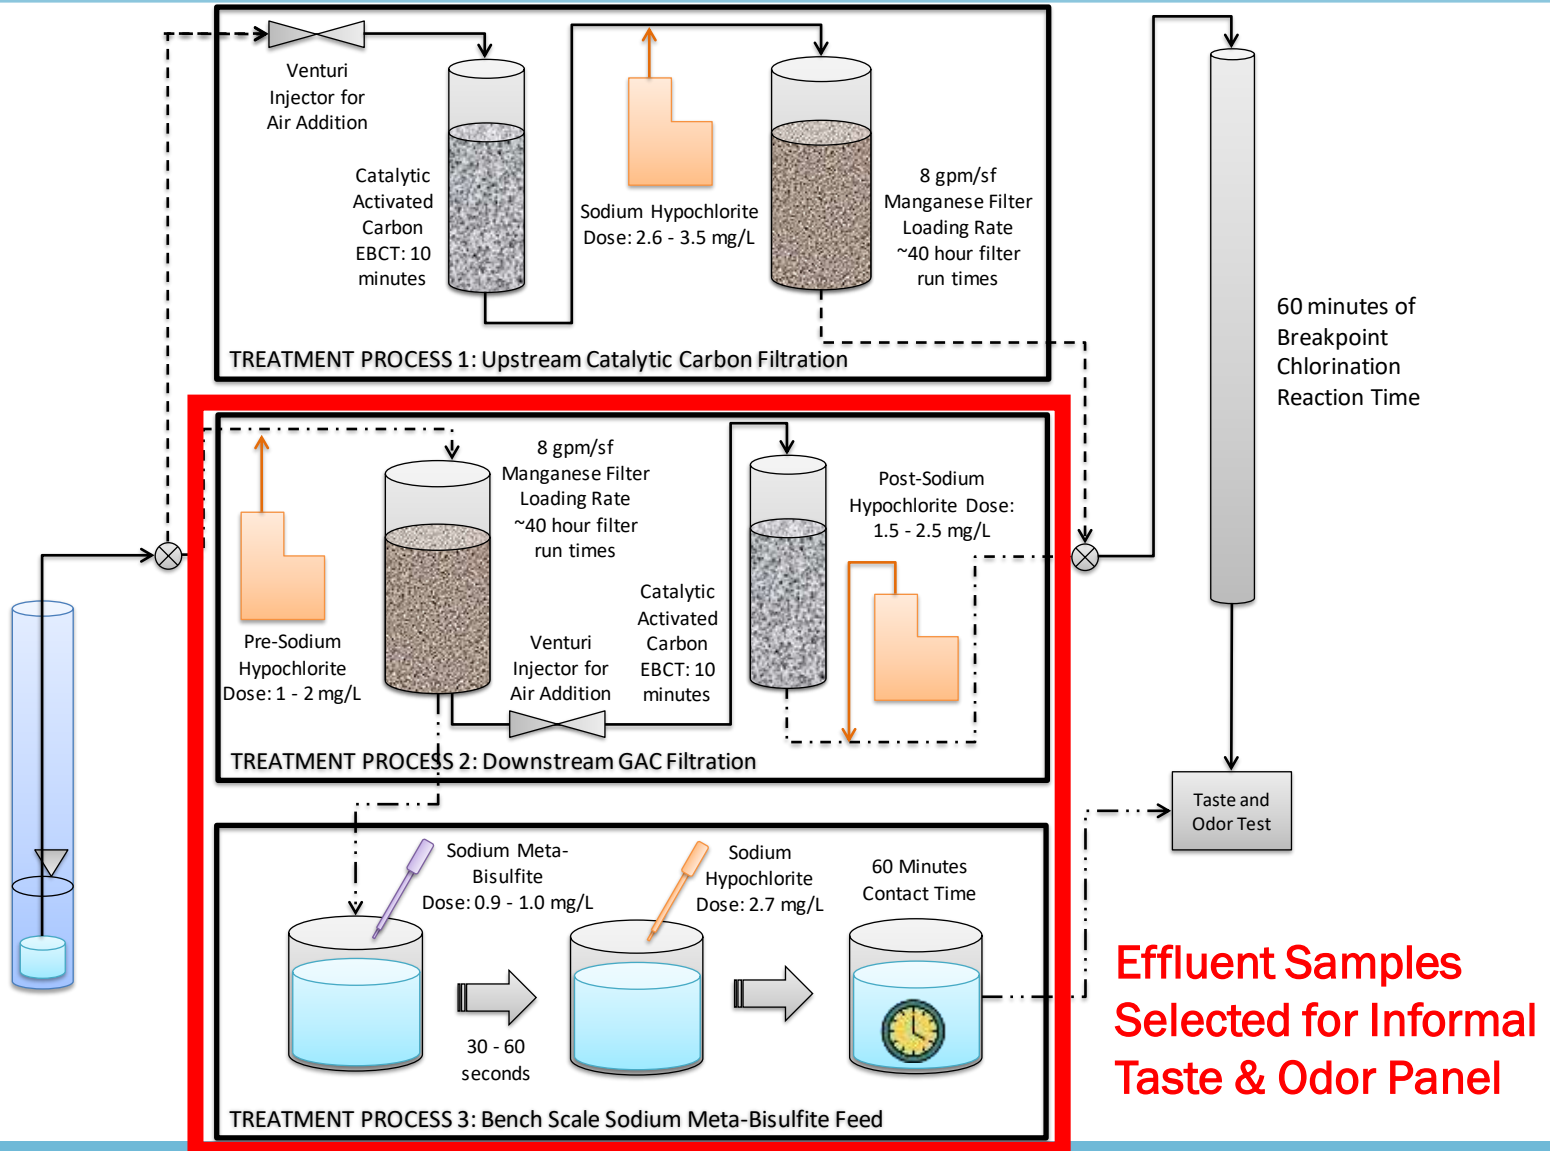 Venturi
Injector for
Air Addition
Catalytic
Activated
Carbon
EBCT: 10
minutes
Sodium Hypochlorite
Dose: 2.6 - 3.5 mg/L
8 gpm/sf
Manganese Filter
Loading Rate
~40 hour filter
run times
TREATMENT PROCESS 1: Upstream Catalytic Carbon Filtration
60 minutes of
Breakpoint
Chlorination
Reaction Time
Pre-Sodium
Hypochlorite
Dose: 1 - 2 mg/L
8 gpm/sf
Manganese Filter
Loading Rate
~40 hour filter
run times
Venturi
Injector for
Air Addition
Catalytic
Activated
Carbon
EBCT: 10
minutes
Post-Sodium
Hypochlorite Dose:
1.5 - 2.5 mg/L
TREATMENT PROCESS 2: Downstream GAC Filtration
Taste and
Odor Test
Sodium Meta-
Bisulfite
Dose: 0.9 - 1.0 mg/L
30 - 60
seconds
Sodium
Hypochlorite
Dose: 2.7 mg/L
60 Minutes
Contact Time
TREATMENT PROCESS 3: Bench Scale Sodium Meta-Bisulfite Feed
Effluent Samples
Selected for Informal
Taste & Odor Panel